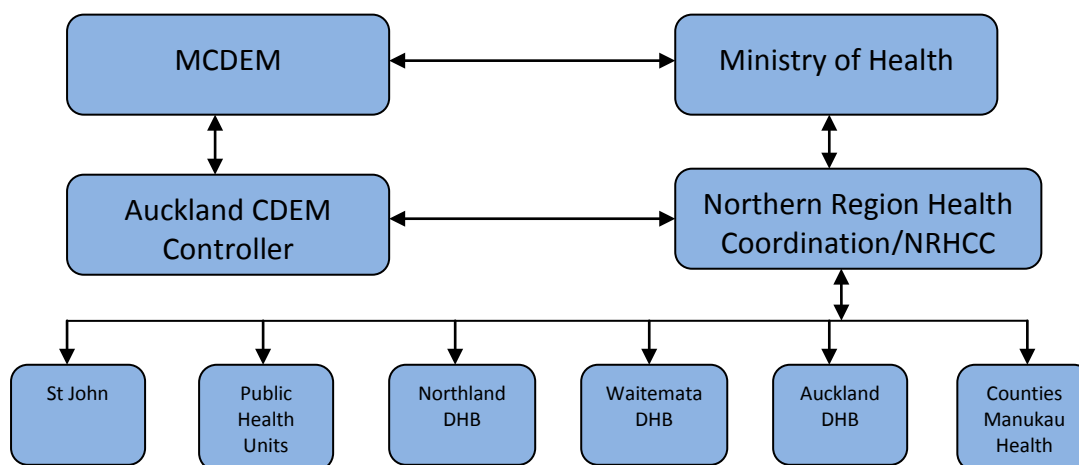 MCDEM
Ministry of Health
Auckland CDEM
Controller
Northern Region Health
Coordination/NRHCC
St John
Public
Health
Units
Northland
DHB
Waitemata
DHB
Auckland
DHB
Counties
Manukau
Health